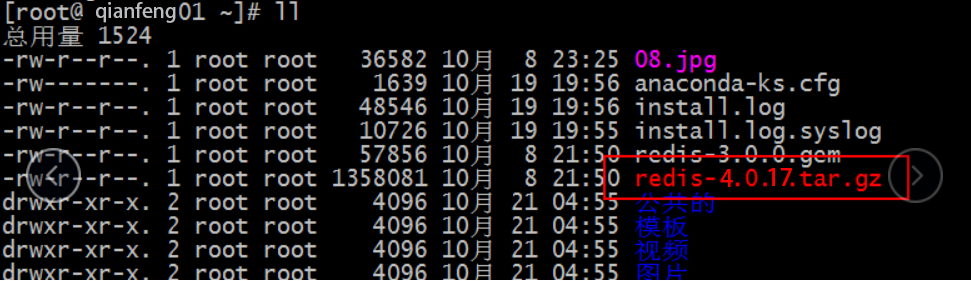 [root@ qianfeng01 ~]# ll
总用量 1524
-rw-r--r--. 1 root root 36582 10月 8 23:25 08.jpg
-rw-------. 1 root root 1639 10月 19 19:56 anaconda-ks.cfg
-rw-r--r--. 1 root root 48546 10月 19 19:56 install.log
-rw-r--r--. 1 root root 10726 10月 19 19:55 install.log.syslog
-rw-r--r--. 1 root root 57856 10月 8 21:50 redis-3.0.0.gem
-rw-r--r--. 1 root root 1358081 10月 8 21:50 redis-4.0.17.tar.gz
drwxr-xr-x. 2 root root 4096 10月 21 04:55 公共的
drwxr-xr-x. 2 root root 4096 10月 21 04:55 模板
drwxr-xr-x. 2 root root 4096 10月 21 04:55 视频
drwxr-xr-x. 2 root root 4096 10月 21 04:55 图片